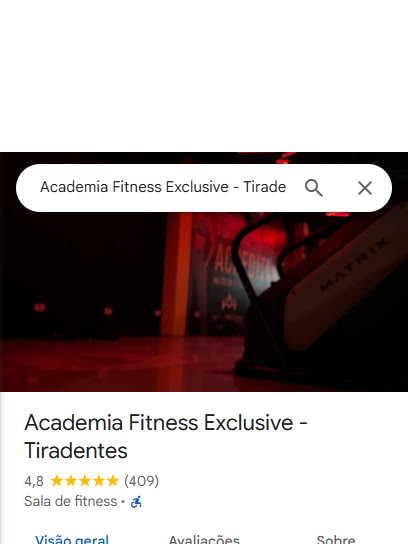 Academia Fitness Exclusive - Tirade
MATRIX
Academia Fitness Exclusive -
Tiradentes
4,8 (409)
Sala de fitness ·
Visão geral
Avaliações
Sobre